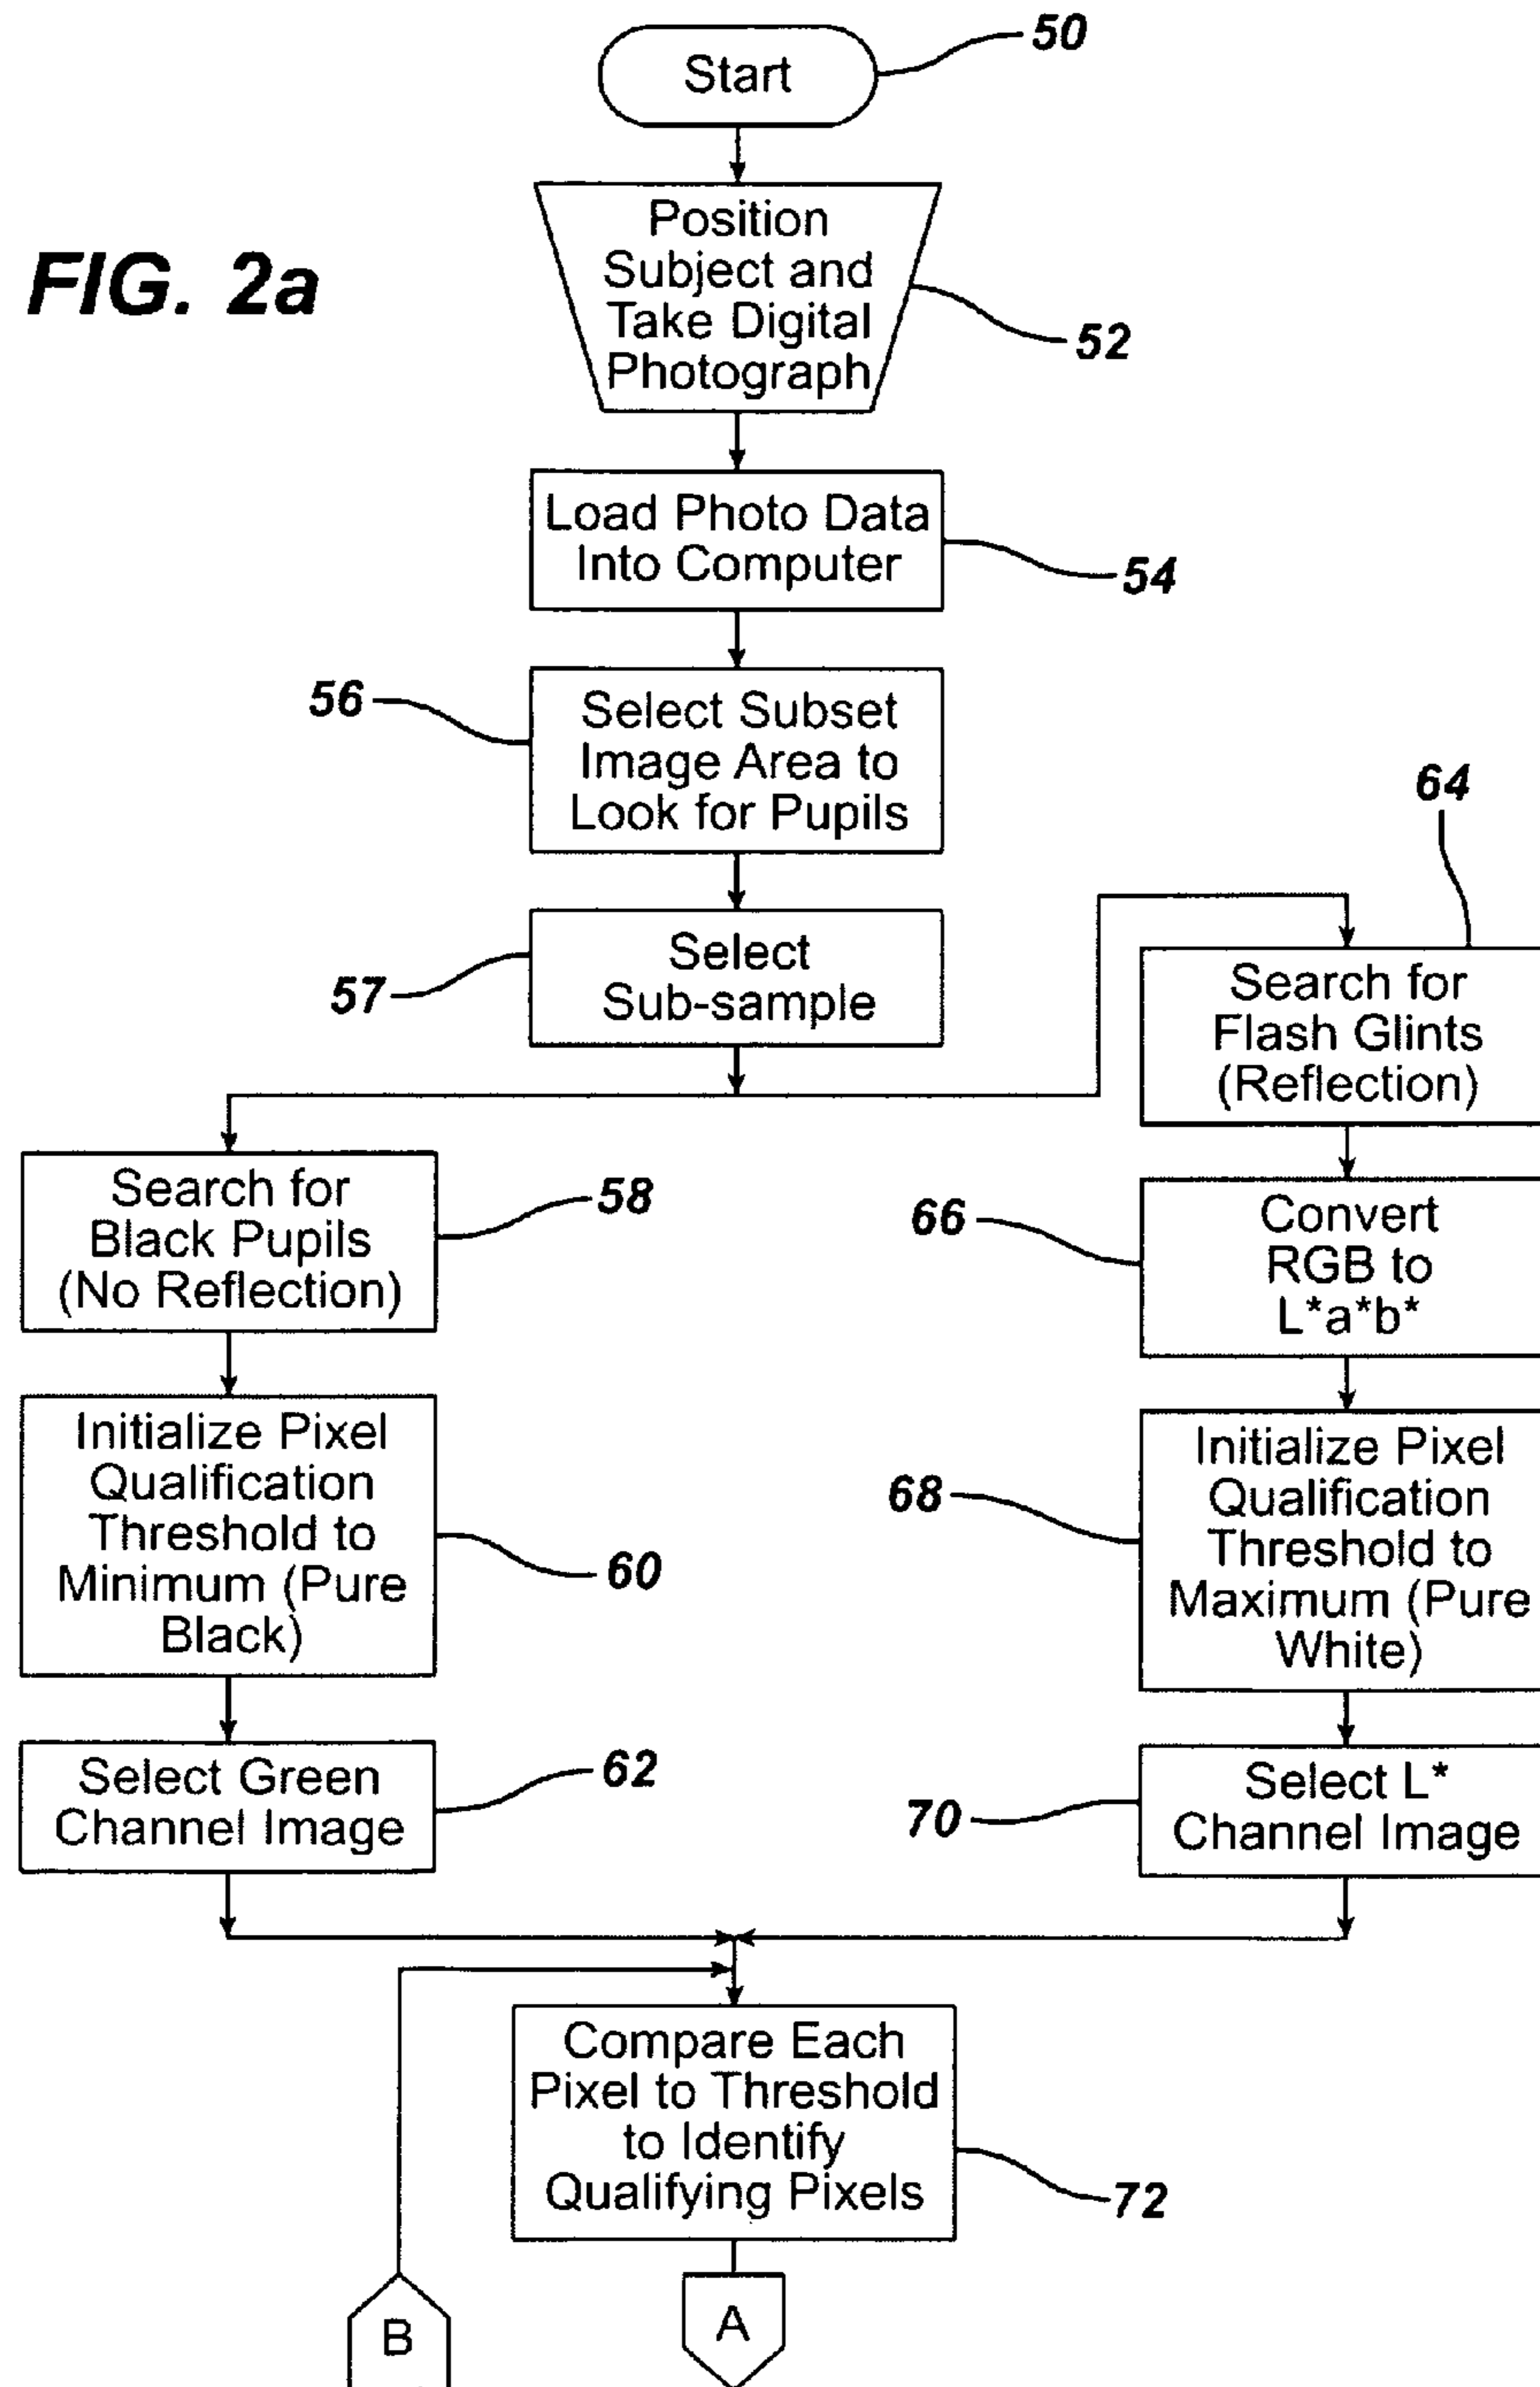 50
Start
FIG. 2a
Position
Subject and
Take Digital
Photograph
52
Load Photo Data
Into Computer
54
56
Select Subset
Image Area to
Look for Pupils
57
Select
Sub-sample
64
Search for
Flash Glints
(Reflection)
Search for
Black Pupils
(No Reflection)
58
66
Convert
RGB to
L*a*b*
Initialize Pixel
Qualification
Threshold to
Minimum (Pure
Black)
60
68
Initialize Pixel
Qualification
Threshold to
Maximum (Pure
White)
Select Green
Channel Image
62
70
Select L*
Channel Image
Compare Each
Pixel to Threshold
to Identify
Qualifying Pixels
72
B
A